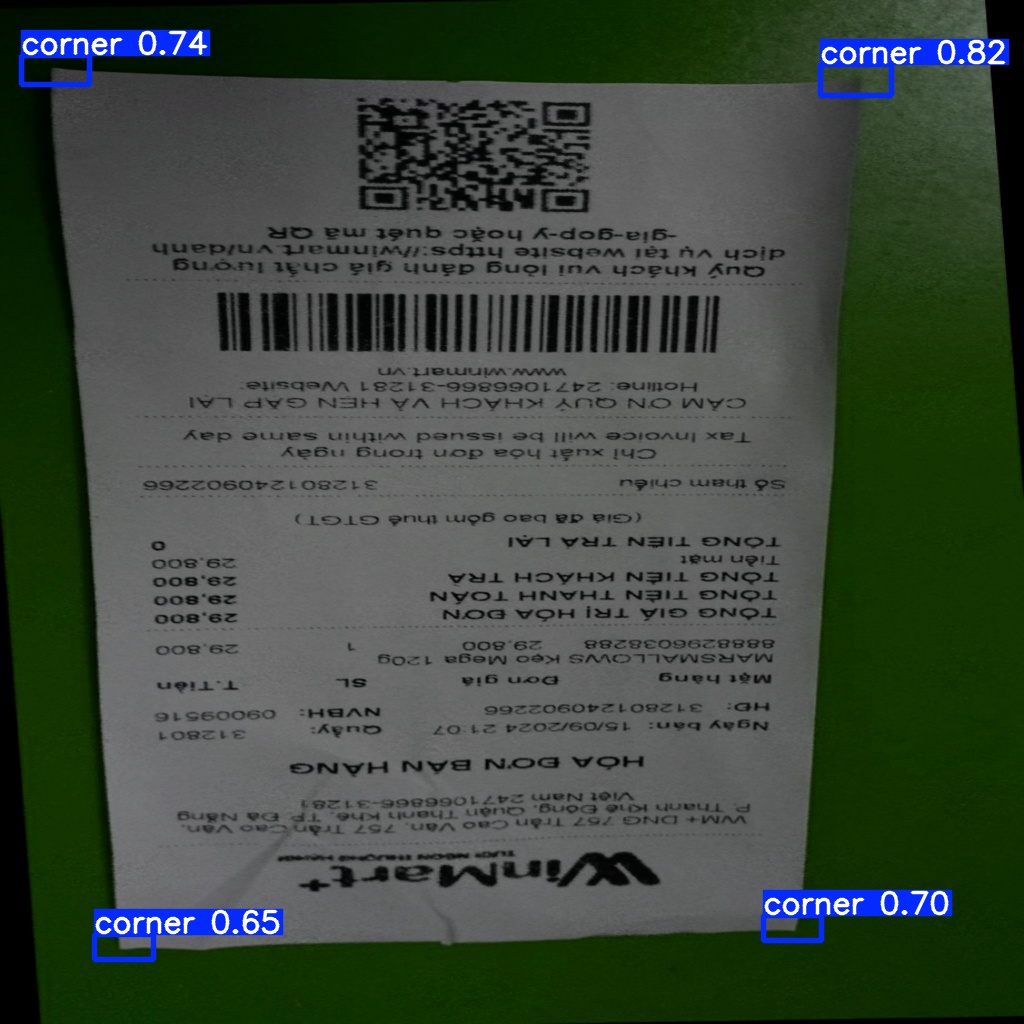 corner 0.74
corner 0.82
WinMart+
TƯƠI NGON THƯỢNG HẠNG
WM+ DNG 757 Trần Cao Vân, 757 Trần Cao Vân,
P. Thanh Khê Đông, Quận Thanh Khê, TP. Đà Nẵng
Việt Nam 2471066866-31281
HÓA ĐƠN BÁN HÀNG
Ngày bán: 15/09/2024 21:07 Quầy: 312801
HĐ: 312801240902266 NVBH: 09009516
Mặt hàng Đơn giá SL T.Tiền
MARSMALLOWS Kẹo Mega 120g
8888296038288 29,800 1 29,800
TỔNG GIÁ TRỊ HÓA ĐƠN 29,800
TỔNG TIỀN THANH TOÁN 29,800
TỔNG TIỀN KHÁCH TRẢ 29,800
Tiền mặt 29,800
TỔNG TIỀN TRẢ LẠI 0
(Giá đã bao gồm thuế GTGT)
Số tham chiếu 312801240902266
Chỉ xuất hóa đơn trong ngày
Tax Invoice will be issued within same day
CẢM ƠN QUÝ KHÁCH VÀ HẸN GẶP LẠI
Hotline: 2471066866-31281 Website:
www.winmart.vn
Quý khách vui lòng đánh giá chất lượng
dịch vụ tại website https://winmart.vn/danh
-gia-gop-y hoặc quét mã QR
corner 0.65
corner 0.70